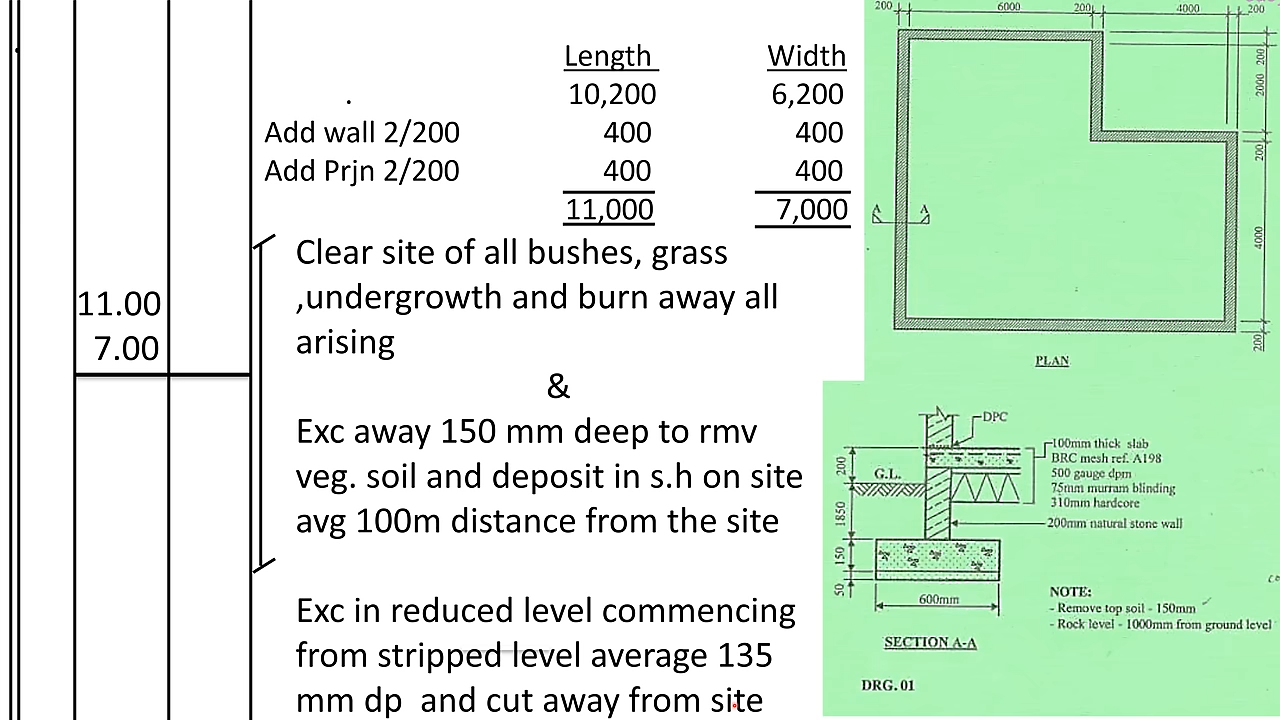 Length Width
10,200 6,200
Add wall 2/200 400 400
Add Prjn 2/200 400 400
11,000 7,000
Clear site of all bushes, grass
,undergrowth and burn away all
arising
11.00
7.00
&
Exc away 150 mm deep to rmv
veg. soil and deposit in s.h on site
avg 100m distance from the site
Exc in reduced level commencing
from stripped level average 135
mm dp and cut away from site
200 6000 200 4000 200
200
2000
200
4000
200
A A
PLAN
DPC
100mm thick slab
BRC mesh ref. A198
500 gauge dpm
75mm murram blinding
310mm hardcore
200mm natural stone wall
G.L.
200
1850
150
50
600mm
SECTION A-A
NOTE:
- Remove top soil - 150mm
- Rock level - 1000mm from ground level
DRG. 01